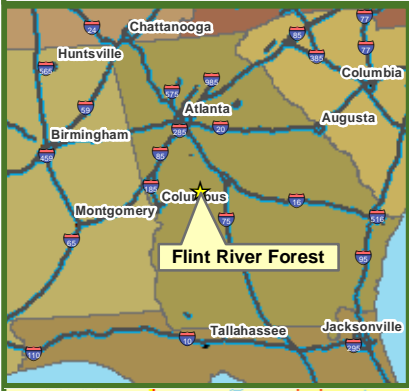 24
Chattanooga
77
85
Huntsville
77
385
565
985
575
Columbia
59
Atlanta
Augusta
285
20
Birmingham
459
85
185
Columbus
16
Montgomery
75
516
65
Flint River Forest
95
Tallahassee
Jacksonville
10
295
110